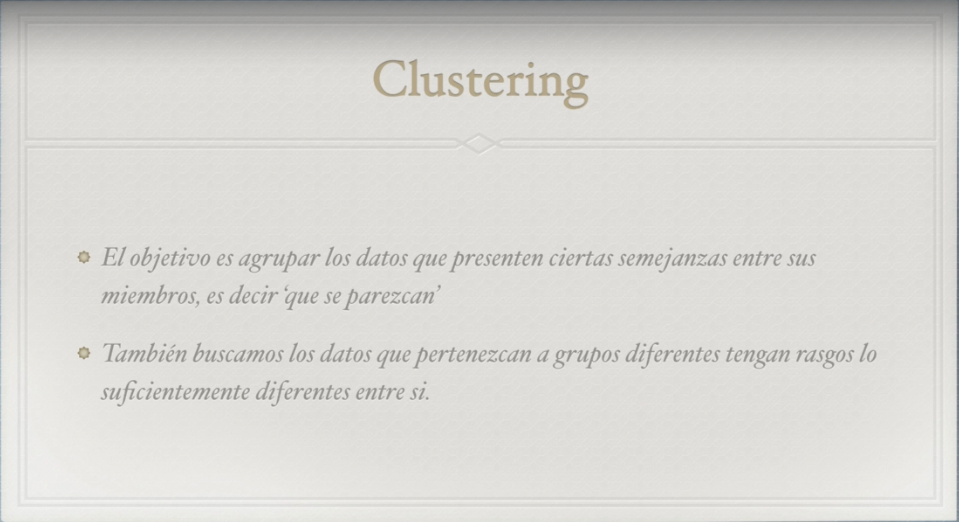 Clustering
El objetivo es agrupar los datos que presenten ciertas semejanzas entre sus
miembros, es decir ‘que se parezcan’
También buscamos los datos que pertenezcan a grupos diferentes tengan rasgos lo
suficientemente diferentes entre si.